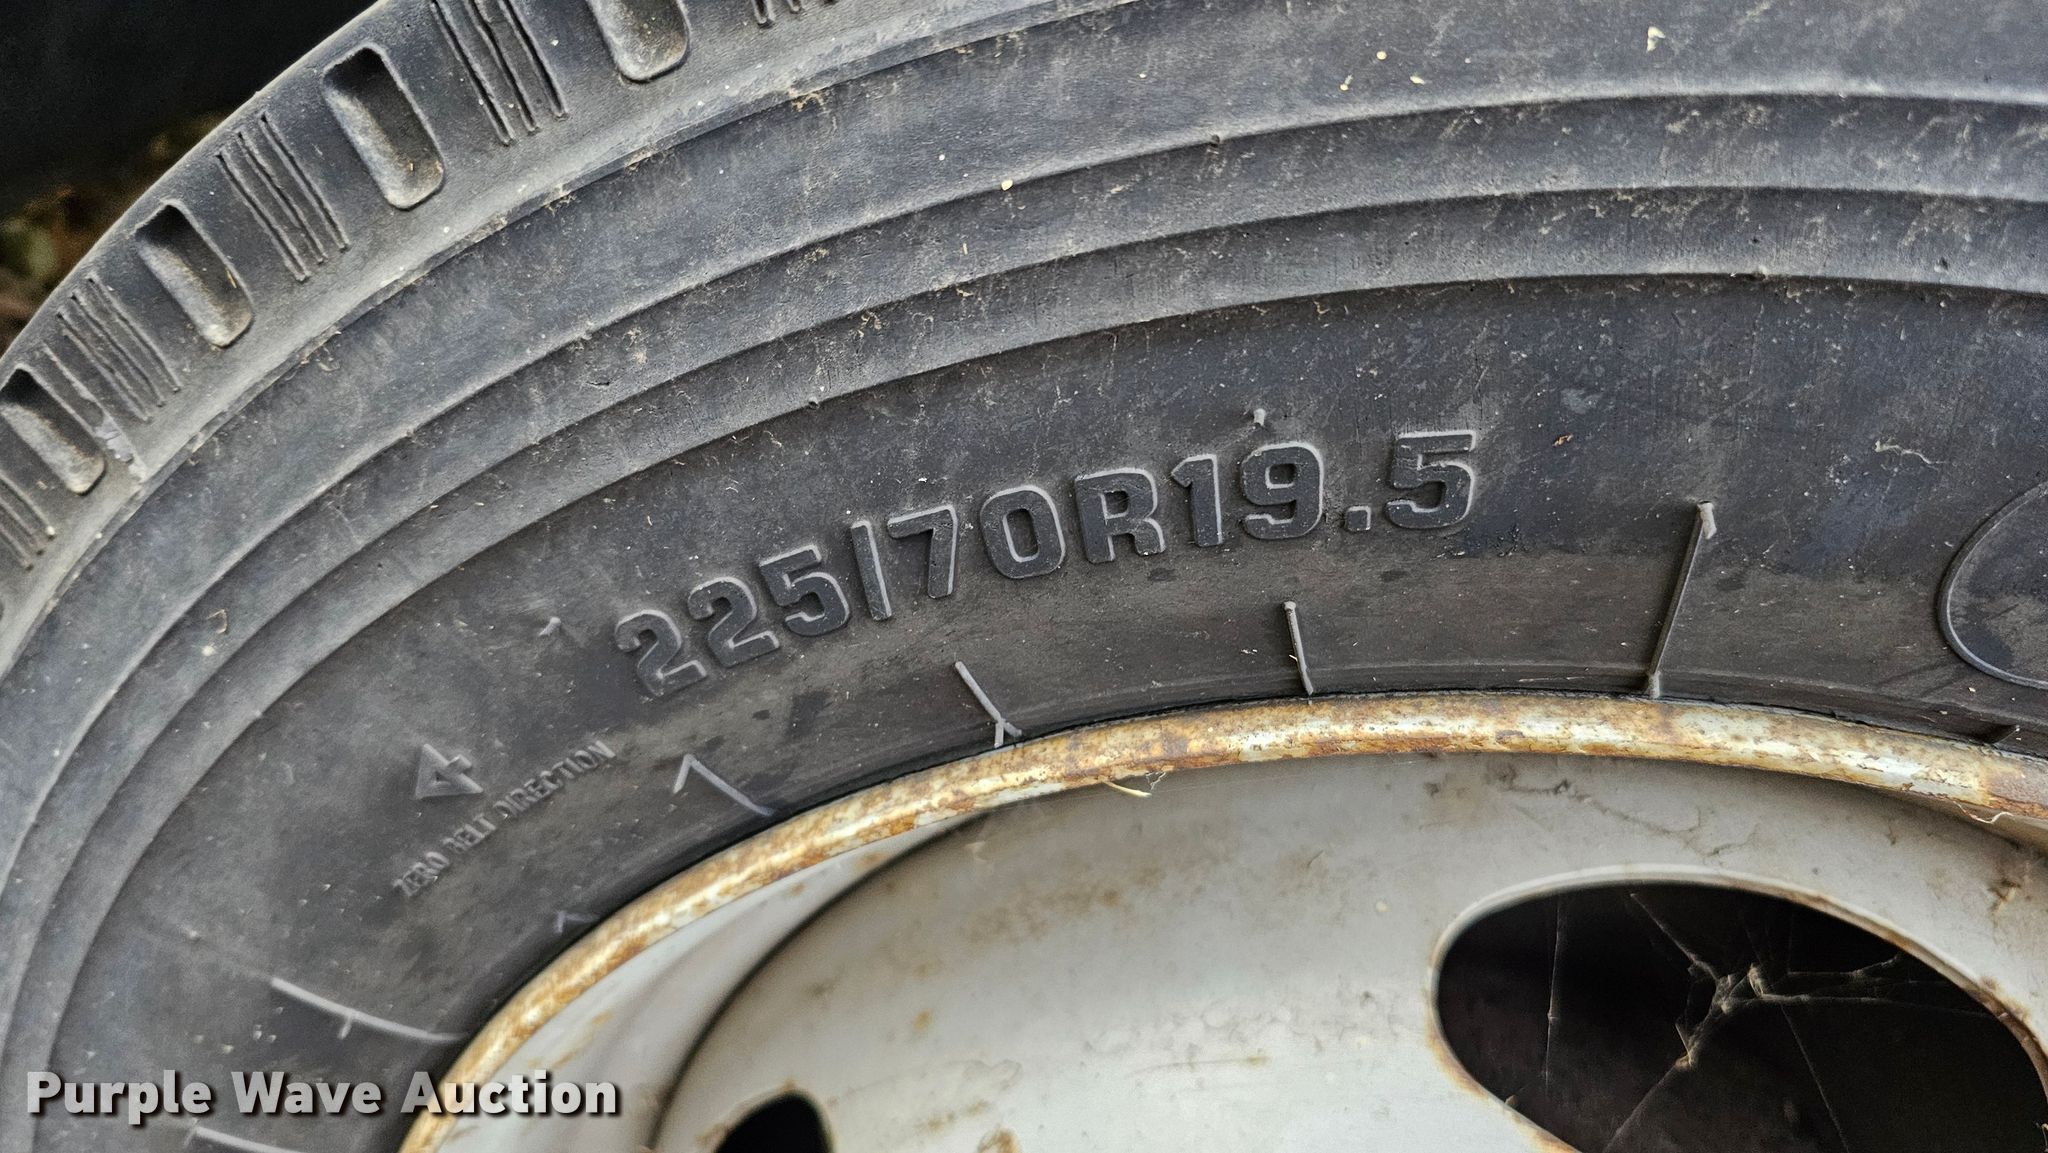 225/70R19.5
ZERO BELT DIRECTION
Purple Wave Auction